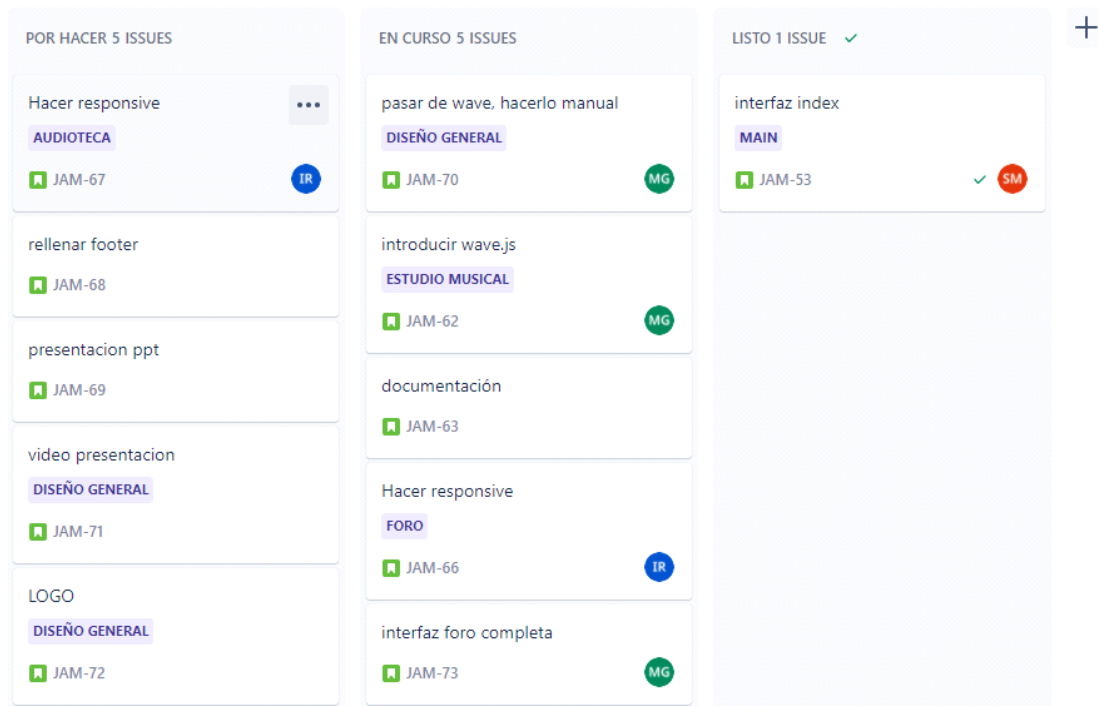 POR HACER 5 ISSUES
Hacer responsive
AUDIOTECA
JAM-67
IR
rellenar footer
JAM-68
presentacion ppt
JAM-69
video presentacion
DISEÑO GENERAL
JAM-71
LOGO
DISEÑO GENERAL
JAM-72
EN CURSO 5 ISSUES
pasar de wave, hacerlo manual
DISEÑO GENERAL
JAM-70
MG
introducir wave.js
ESTUDIO MUSICAL
JAM-62
MG
documentación
JAM-63
Hacer responsive
FORO
JAM-66
IR
interfaz foro completa
JAM-73
MG
LISTO 1 ISSUE
interfaz index
MAIN
JAM-53
SM